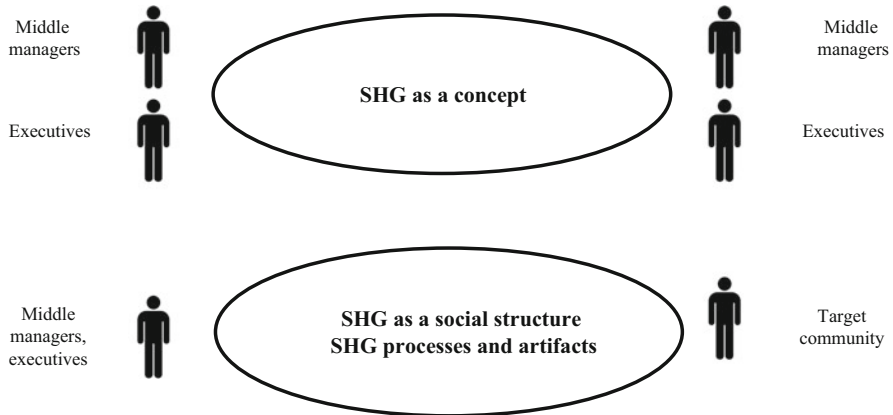 Middle
managers
Executives
SHG as a concept
Middle
managers
Executives
Middle
managers,
executives
SHG as a social structure
SHG processes and artifacts
Target
community